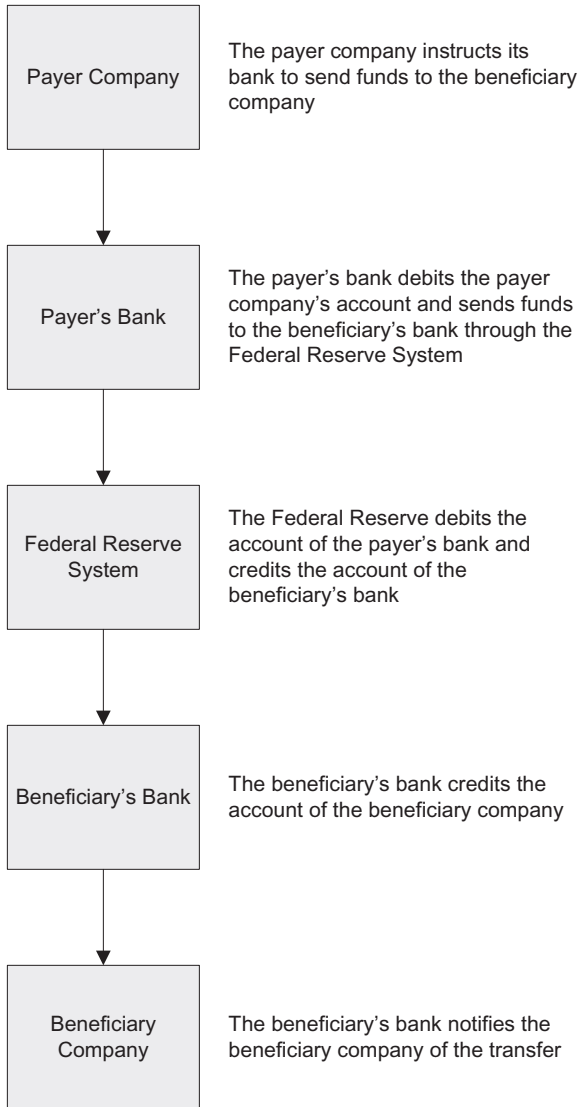 Payer Company
The payer company instructs its
bank to send funds to the beneficiary
company
Payer’s Bank
The payer’s bank debits the payer
company’s account and sends funds
to the beneficiary’s bank through the
Federal Reserve System
Federal Reserve
System
The Federal Reserve debits the
account of the payer’s bank and
credits the account of the
beneficiary’s bank
Beneficiary’s Bank
The beneficiary’s bank credits the
account of the beneficiary company
Beneficiary
Company
The beneficiary’s bank notifies the
beneficiary company of the transfer